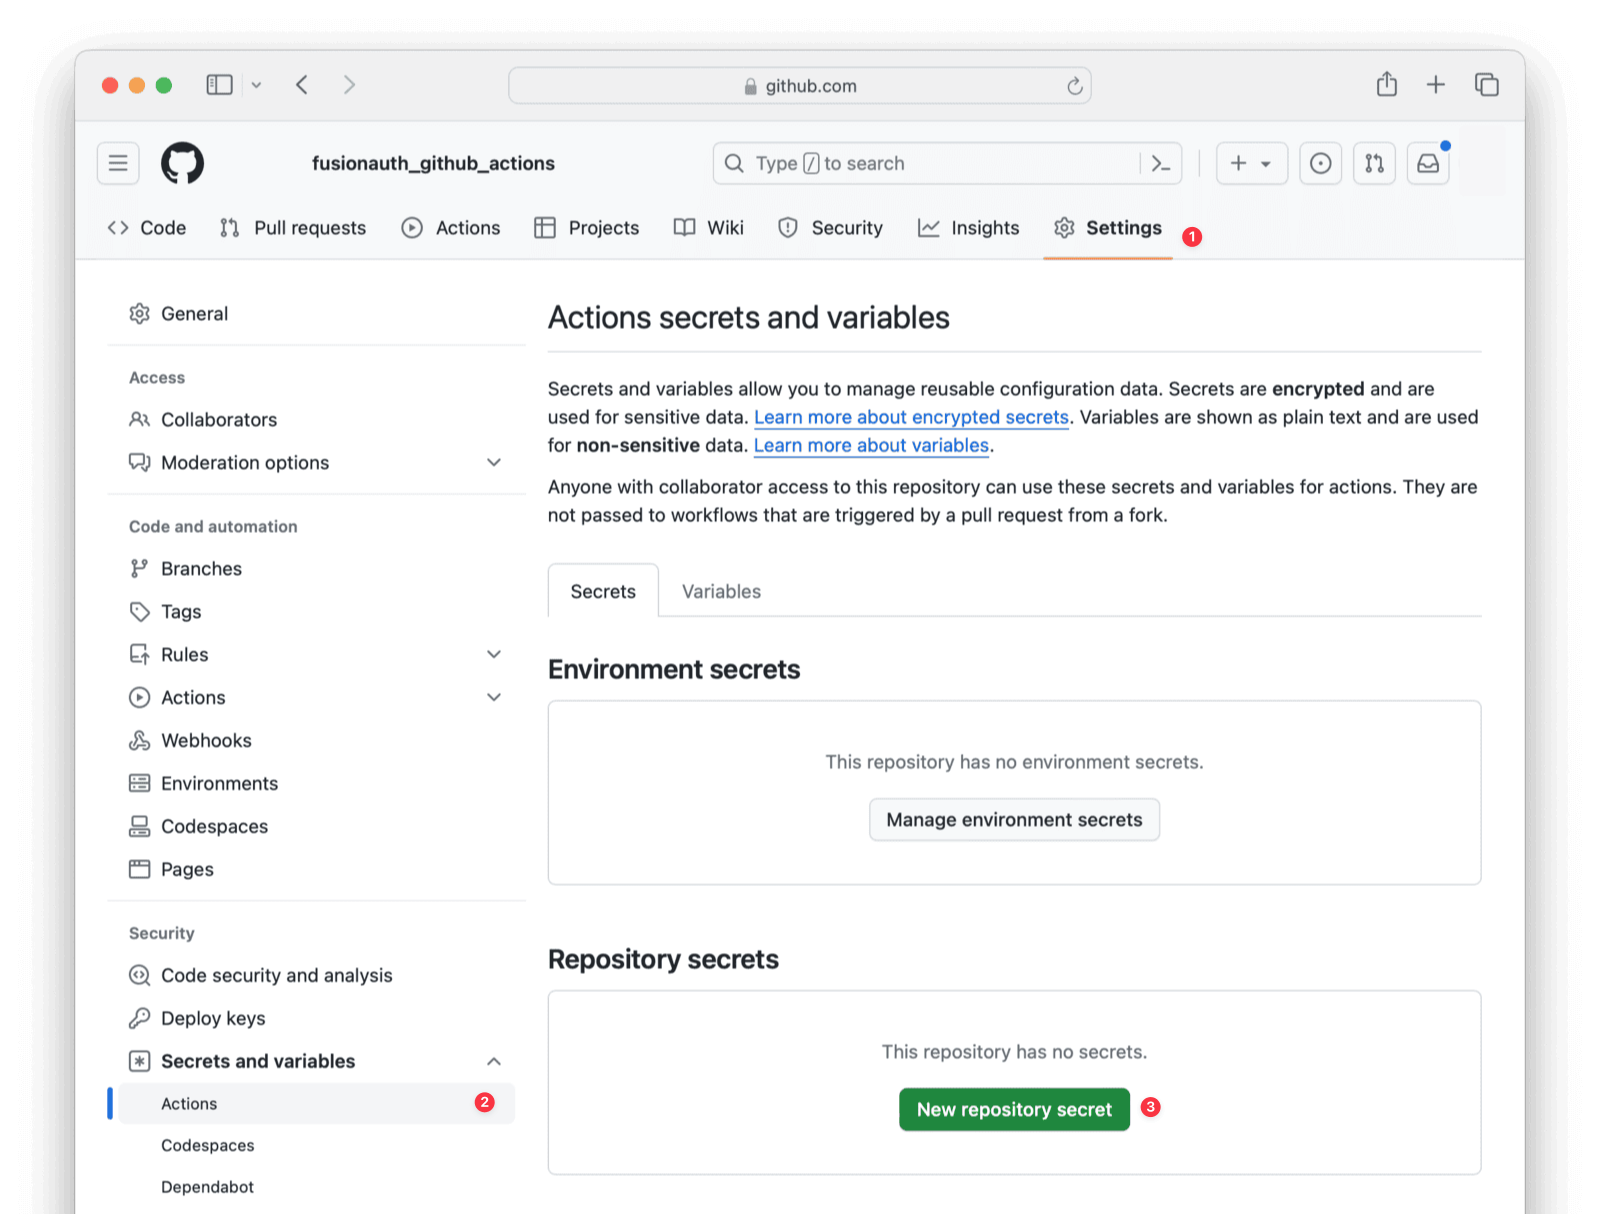 github.com
fusionauth_github_actions
Type / to search
Code Pull requests Actions Projects Wiki Security Insights Settings 1
General
Access
Collaborators
Moderation options
Code and automation
Branches
Tags
Rules
Actions
Webhooks
Environments
Codespaces
Pages
Security
Code security and analysis
Deploy keys
Secrets and variables
Actions 2
Codespaces
Dependabot
Actions secrets and variables
Secrets and variables allow you to manage reusable configuration data. Secrets are encrypted and are
used for sensitive data. Learn more about encrypted secrets. Variables are shown as plain text and are used
for non-sensitive data. Learn more about variables.
Anyone with collaborator access to this repository can use these secrets and variables for actions. They are
not passed to workflows that are triggered by a pull request from a fork.
Secrets Variables
Environment secrets
This repository has no environment secrets.
Manage environment secrets
Repository secrets
This repository has no secrets.
New repository secret 3